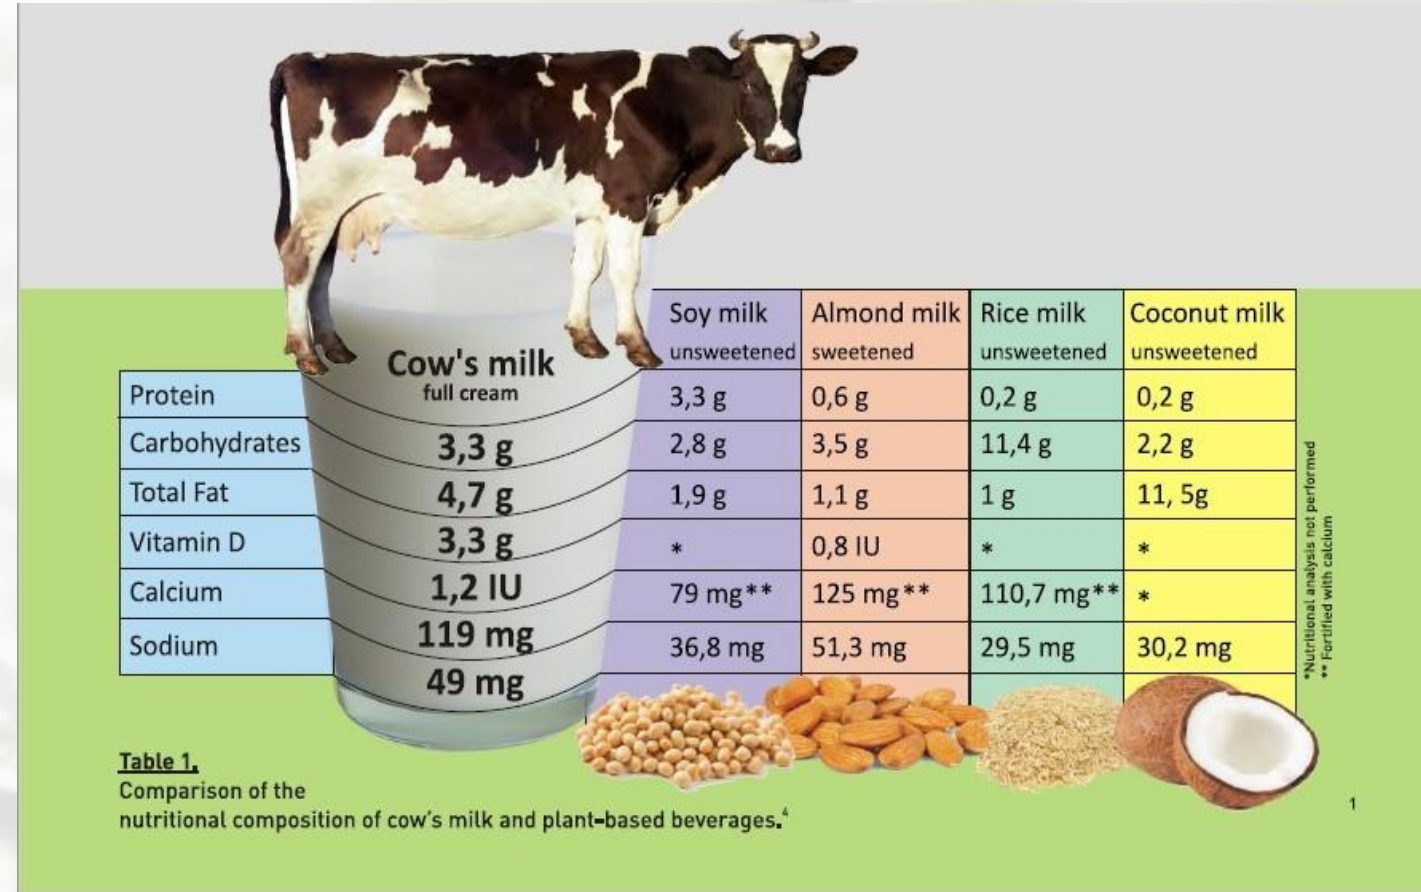 Soy milk Almond milk Rice milk Coconut milk
unsweetened sweetened unsweetened unsweetened
Cow's milk
full cream
Protein 3,3 g 3,3 g 0,6 g 0,2 g 0,2 g
Carbohydrates 4,7 g 2,8 g 3,5 g 11,4 g 2,2 g
Total Fat 3,3 g 1,9 g 1,1 g 1 g 11, 5g
Vitamin D 1,2 IU * 0,8 IU * *
Calcium 119 mg 79 mg** 125 mg** 110,7 mg** *
Sodium 49 mg 36,8 mg 51,3 mg 29,5 mg 30,2 mg
*Nutritional analysis not performed
** Fortified with calcium
Table 1.
Comparison of the
nutritional composition of cow's milk and plant-based beverages.⁴
1